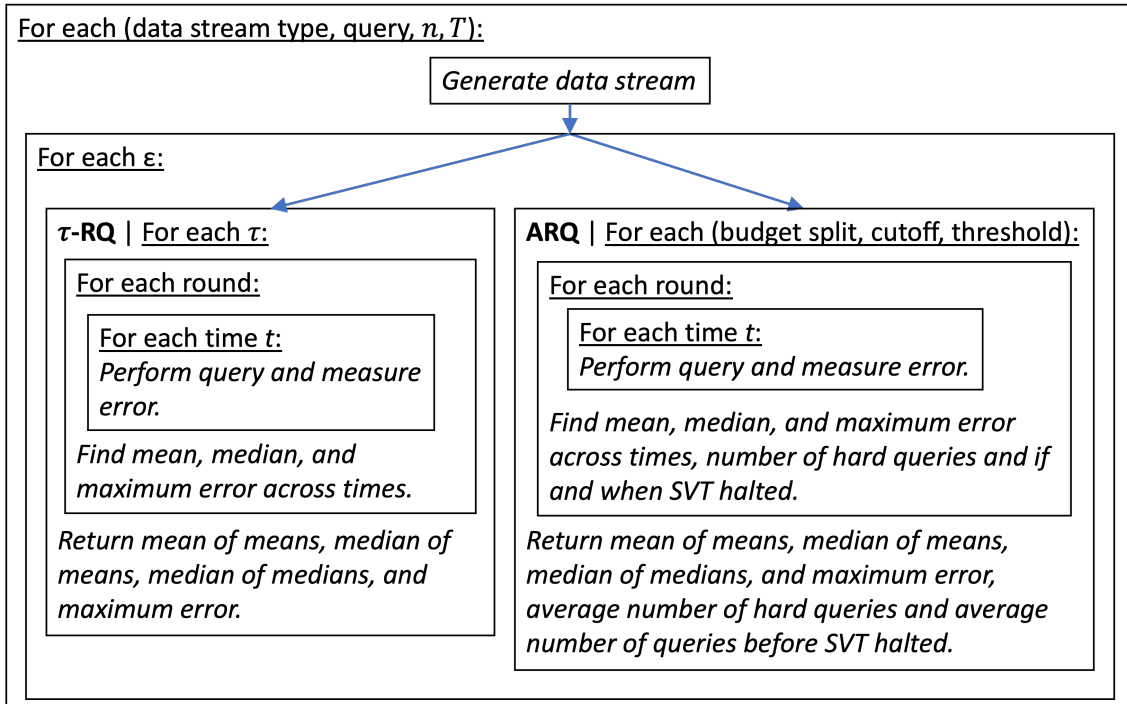 For each (data stream type, query, n, T):
Generate data stream
For each ε:
τ-RQ | For each τ:
For each round:
For each time t:
Perform query and measure
error.
Find mean, median, and
maximum error across times.
Return mean of means, median of
means, median of medians, and
maximum error.
ARQ | For each (budget split, cutoff, threshold):
For each round:
For each time t:
Perform query and measure error.
Find mean, median, and maximum error
across times, number of hard queries and if
and when SVT halted.
Return mean of means, median of means,
median of medians, and maximum error,
average number of hard queries and average
number of queries before SVT halted.